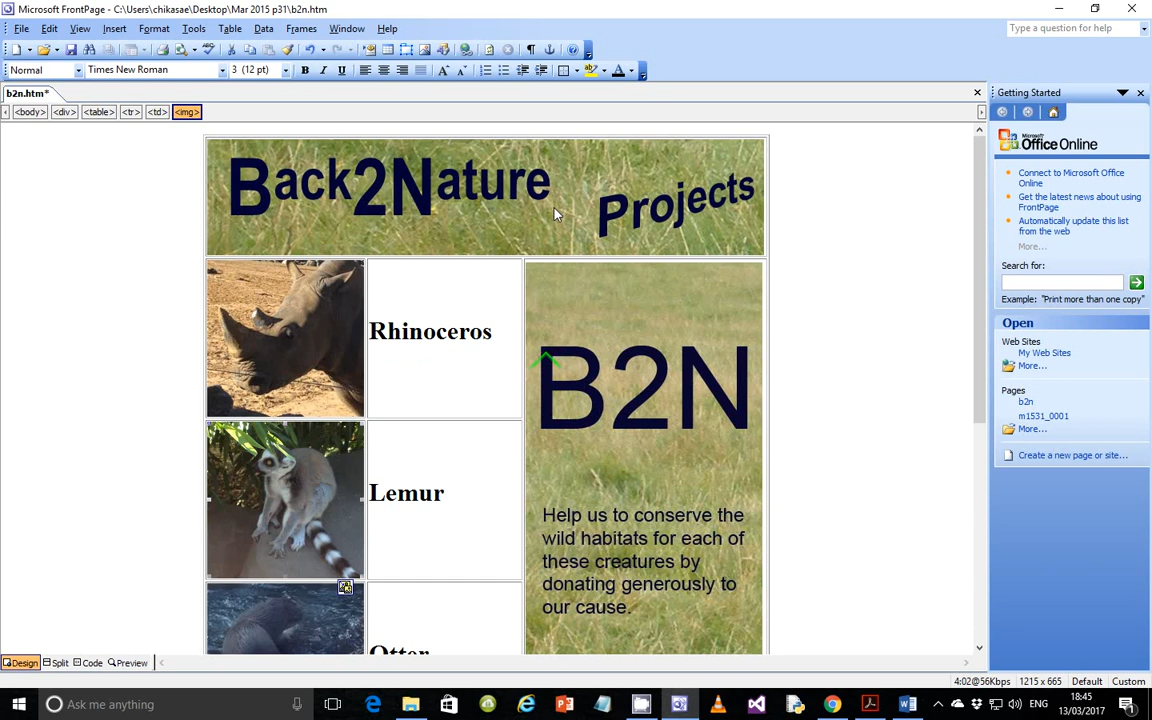 Microsoft FrontPage - C:\Users\chikasae\Desktop\Mar 2015 p31\b2n.htm
File Edit View Insert Format Tools Table Data Frames Window Help
Type a question for help
Normal Times New Roman 3 (12 pt) B I U A A A
b2n.htm*
<body> <div> <table> <tr> <td> <img>
Back2Nature Projects
Rhinoceros
Lemur
Otter
B2N
Help us to conserve the
wild habitats for each of
these creatures by
donating generously to
our cause.
Getting Started
Office Online
Connect to Microsoft Office
Online
Get the latest news about using
FrontPage
Automatically update this list
from the web
More...
Search for:
Example: "Print more than one copy"
Open
Web Sites
My Web Sites
More...
Pages
b2n
m1531_0001
More...
Create a new page or site...
Design Split Code Preview
4:02@56Kbps 1215 x 665 Default Custom
Ask me anything
ENG
18:45
13/03/2017
1